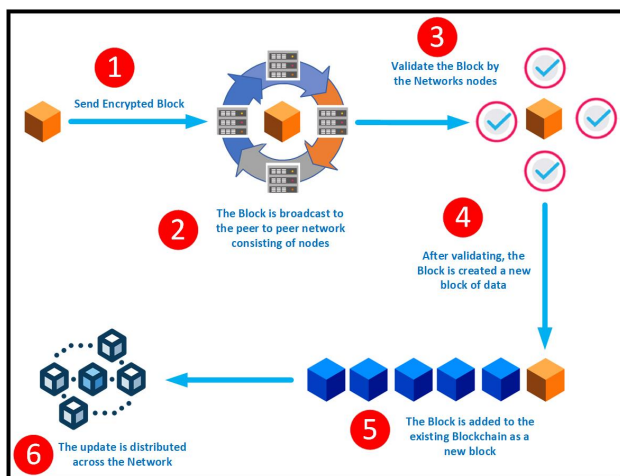 1
Send Encrypted Block
2
The Block is broadcast to
the peer to peer network
consisting of nodes
3
Validate the Block by
the Networks nodes
4
After validating, the
Block is created a new
block of data
5
The Block is added to the
existing Blockchain as a
new block
6
The update is distributed
across the Network